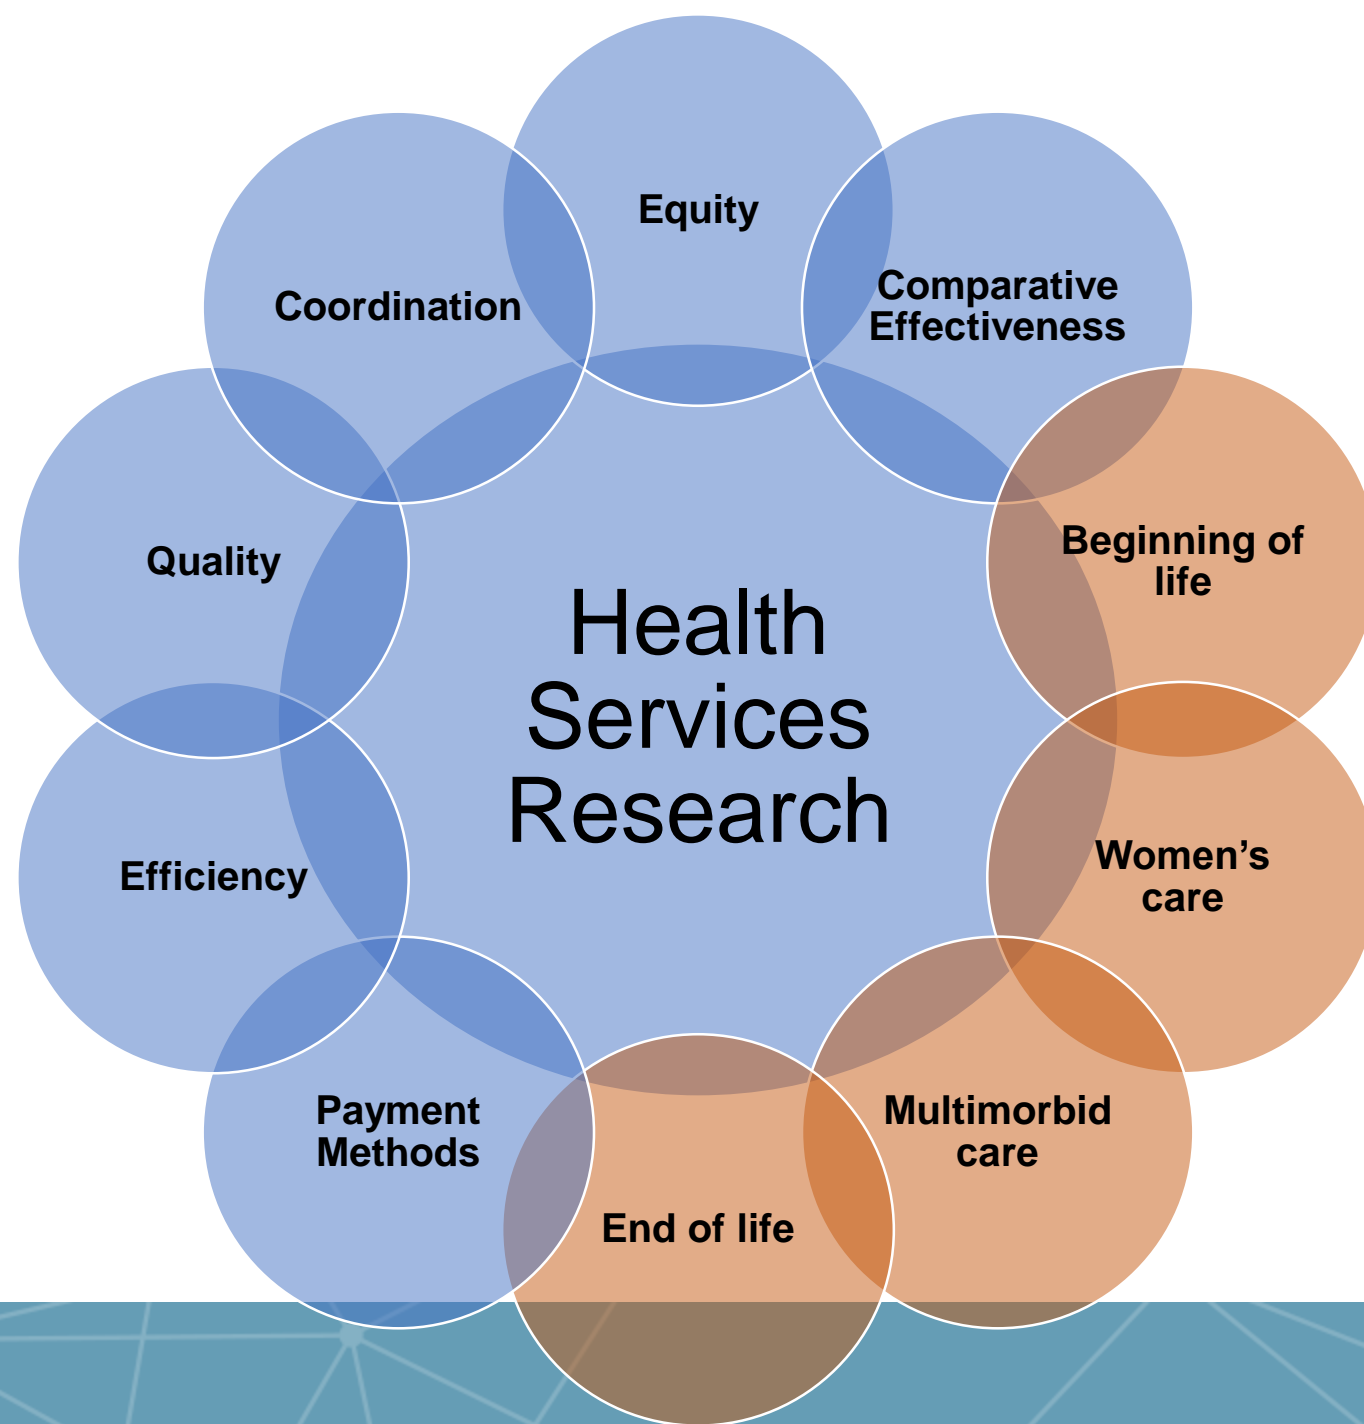 Equity
Coordination
Comparative
Effectiveness
Quality
Beginning of
life
Health
Services
Research
Efficiency
Women’s
care
Payment
Methods
Multimorbid
care
End of life